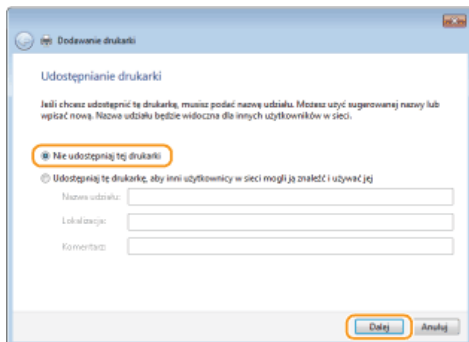 Dodawanie drukarki
Udostępnianie drukarki
Jeśli chcesz udostępnić tę drukarkę, musisz podać nazwę udziału. Możesz użyć sugerowanej nazwy lub
wpisać nową. Nazwa udziału będzie widoczna dla innych użytkowników w sieci.
Nie udostępniaj tej drukarki
Udostępniaj tę drukarkę, aby inni użytkownicy w sieci mogli ją znaleźć i używać jej
Nazwa udziału:
Lokalizacja:
Komentarz:
Dalej Anuluj